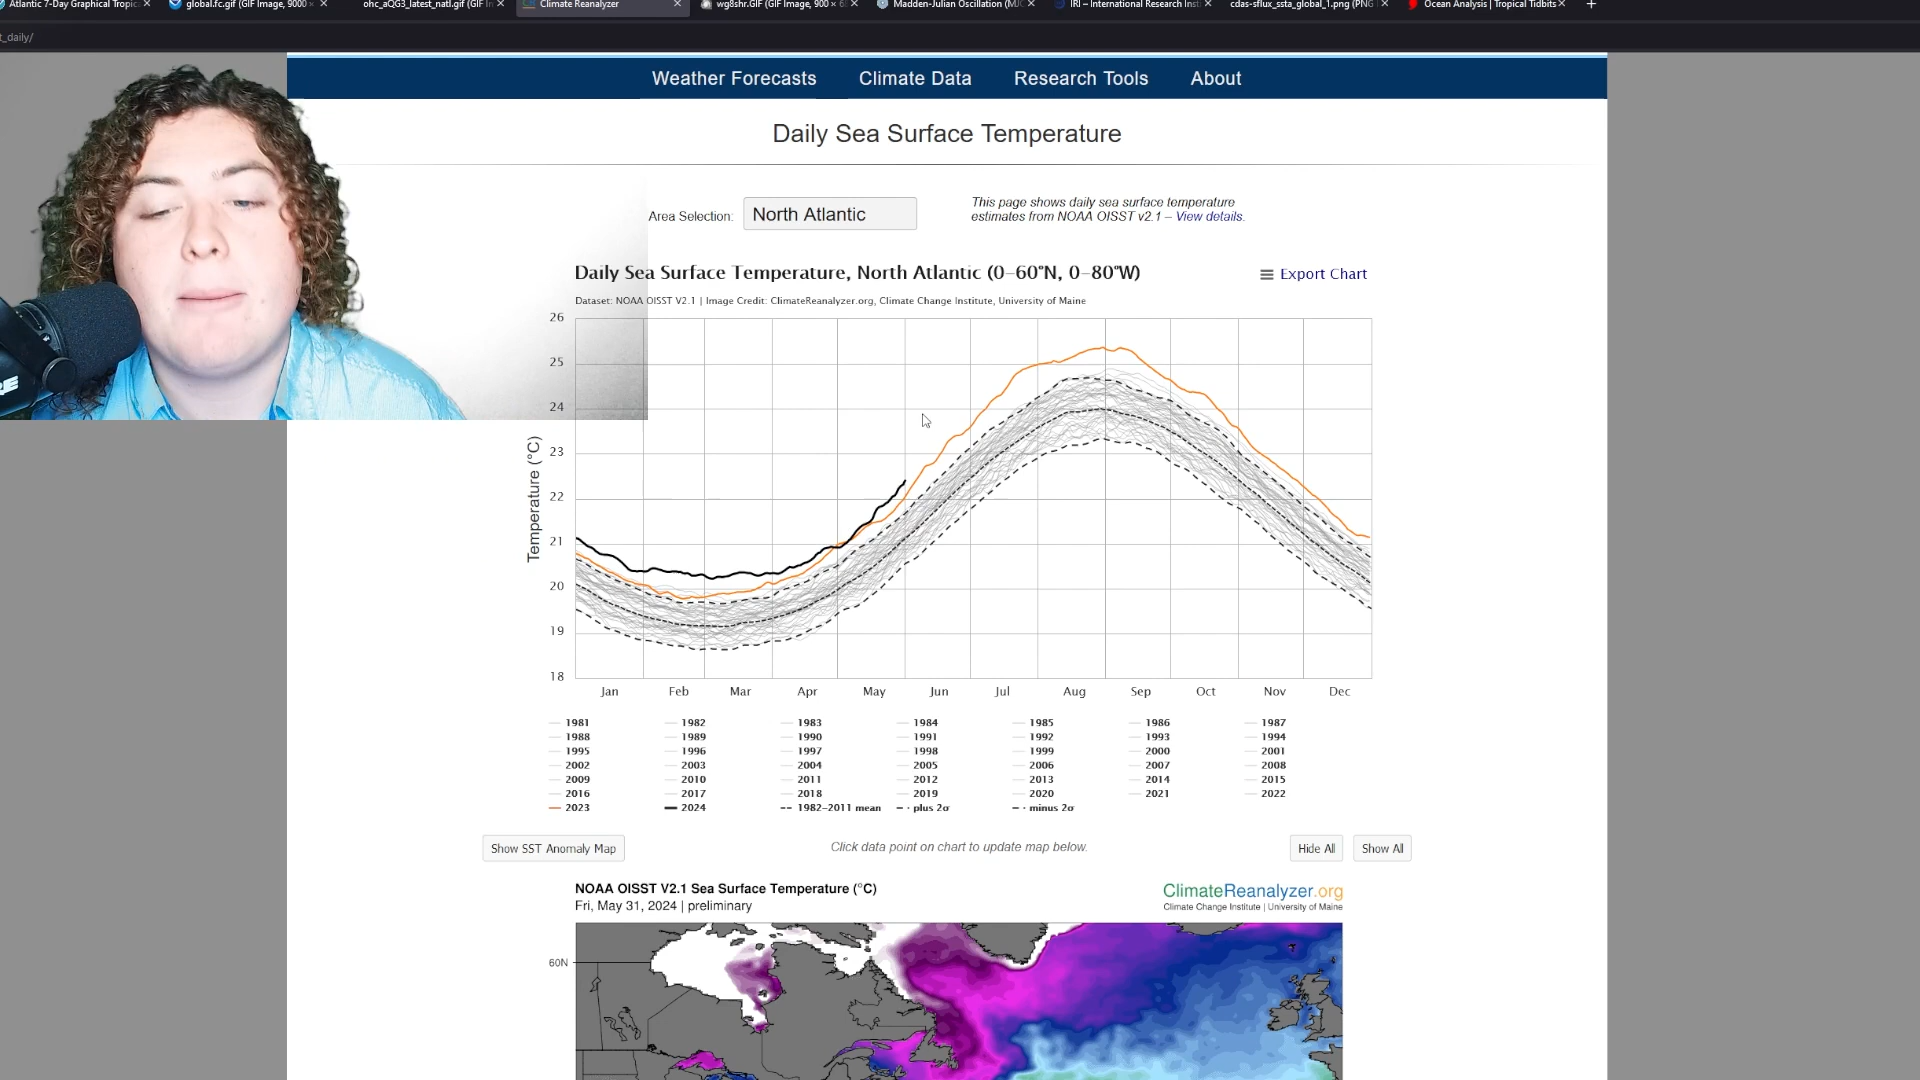 Atlantic 7-Day Graphical Tropic
global.fc.gif (GIF Image, 9000 ×
ohc_aQG3_latest_natl.gif (GIF In
Climate Reanalyzer
wg8shr.GIF (GIF Image, 900 × 6
Madden-Julian Oscillation (MJC
IRI – International Research Inst
cdas-sflux_ssta_global_1.png (PNG
Ocean Analysis | Tropical Tidbits
t_daily/
Weather Forecasts Climate Data Research Tools About
Daily Sea Surface Temperature
Area Selection: North Atlantic
This page shows daily sea surface temperature
estimates from NOAA OISST v2.1 – View details.
Daily Sea Surface Temperature, North Atlantic (0–60°N, 0–80°W)
Export Chart
Dataset: NOAA OISST V2.1 | Image Credit: ClimateReanalyzer.org, Climate Change Institute, University of Maine
26
25
24
23
22
21
20
19
18
Temperature (°C)
Jan Feb Mar Apr May Jun Jul Aug Sep Oct Nov Dec
1981 1982 1983 1984 1985 1986 1987
1988 1989 1990 1991 1992 1993 1994
1995 1996 1997 1998 1999 2000 2001
2002 2003 2004 2005 2006 2007 2008
2009 2010 2011 2012 2013 2014 2015
2016 2017 2018 2019 2020 2021 2022
2023 2024 1982–2011 mean plus 2σ minus 2σ
Show SST Anomaly Map
Click data point on chart to update map below.
Hide All Show All
NOAA OISST V2.1 Sea Surface Temperature (°C)
Fri, May 31, 2024 | preliminary
ClimateReanalyzer.org
Climate Change Institute | University of Maine
60N